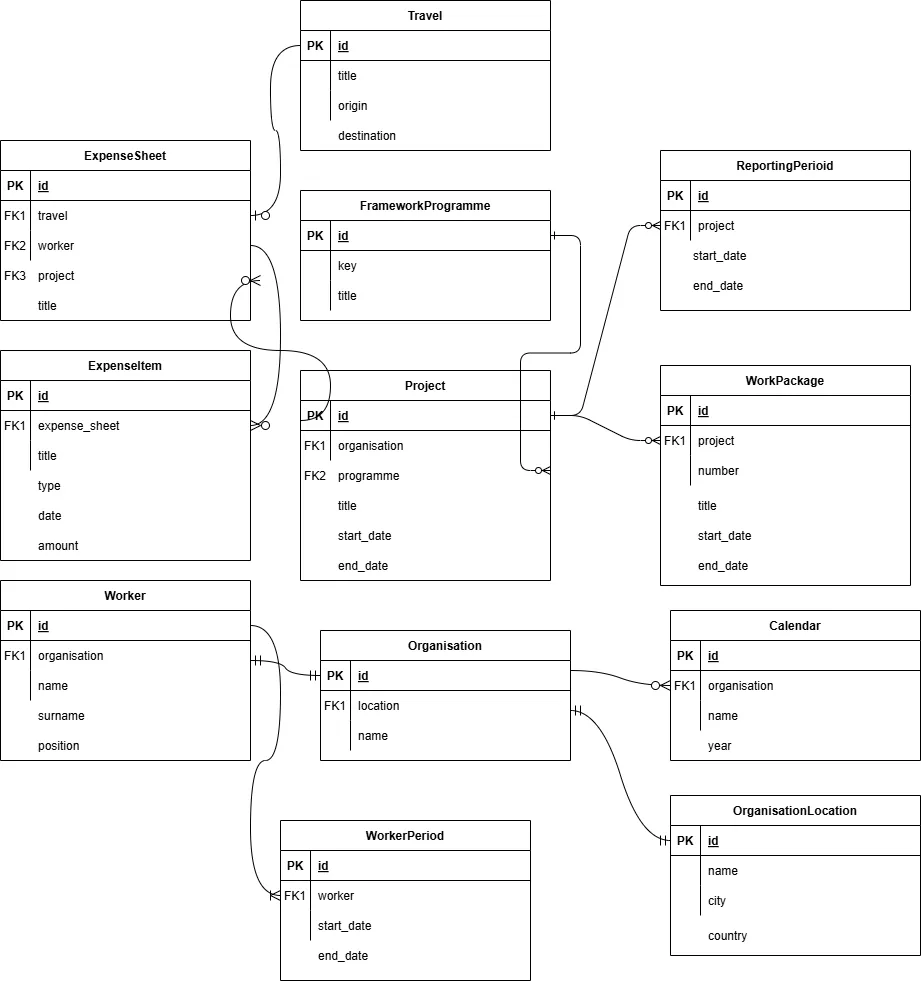 Travel
PK id
title
origin
destination
ExpenseSheet
PK id
FK1 travel
FK2 worker
FK3 project
title
FrameworkProgramme
PK id
key
title
ReportingPerioid
PK id
FK1 project
start_date
end_date
ExpenseItem
PK id
FK1 expense_sheet
title
type
date
amount
Project
PK id
FK1 organisation
FK2 programme
title
start_date
end_date
WorkPackage
PK id
FK1 project
number
title
start_date
end_date
Worker
PK id
FK1 organisation
name
surname
position
Organisation
PK id
FK1 location
name
Calendar
PK id
FK1 organisation
name
year
WorkerPeriod
PK id
FK1 worker
start_date
end_date
OrganisationLocation
PK id
name
city
country